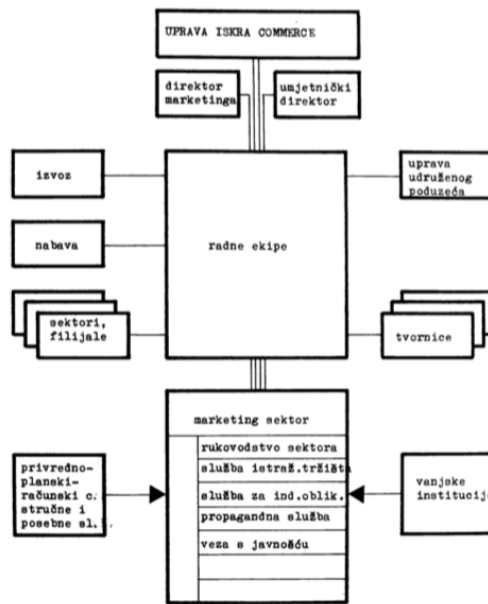 UPRAVA ISKRA COMMERCE
direktor
marketinga
umjetnički
direktor
izvoz
uprava
udruženog
poduzeća
nabava
radne ekipe
sektori,
filijale
tvornice
marketing sektor
rukovodstvo sektora
služba istraž.tržišta
služba za ind.oblik.
propagandna služba
veza s javnošću
privredno-
planski-
računski
stručne i
posebne sl.
vanjske
institucije